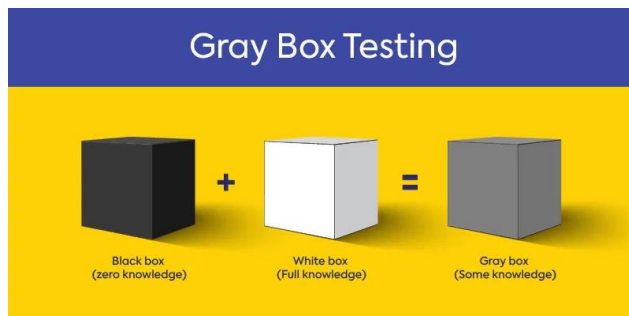 Gray Box Testing
+
=
Black box
(zero knowledge)
White box
(Full knowledge)
Gray box
(Some knowledge)